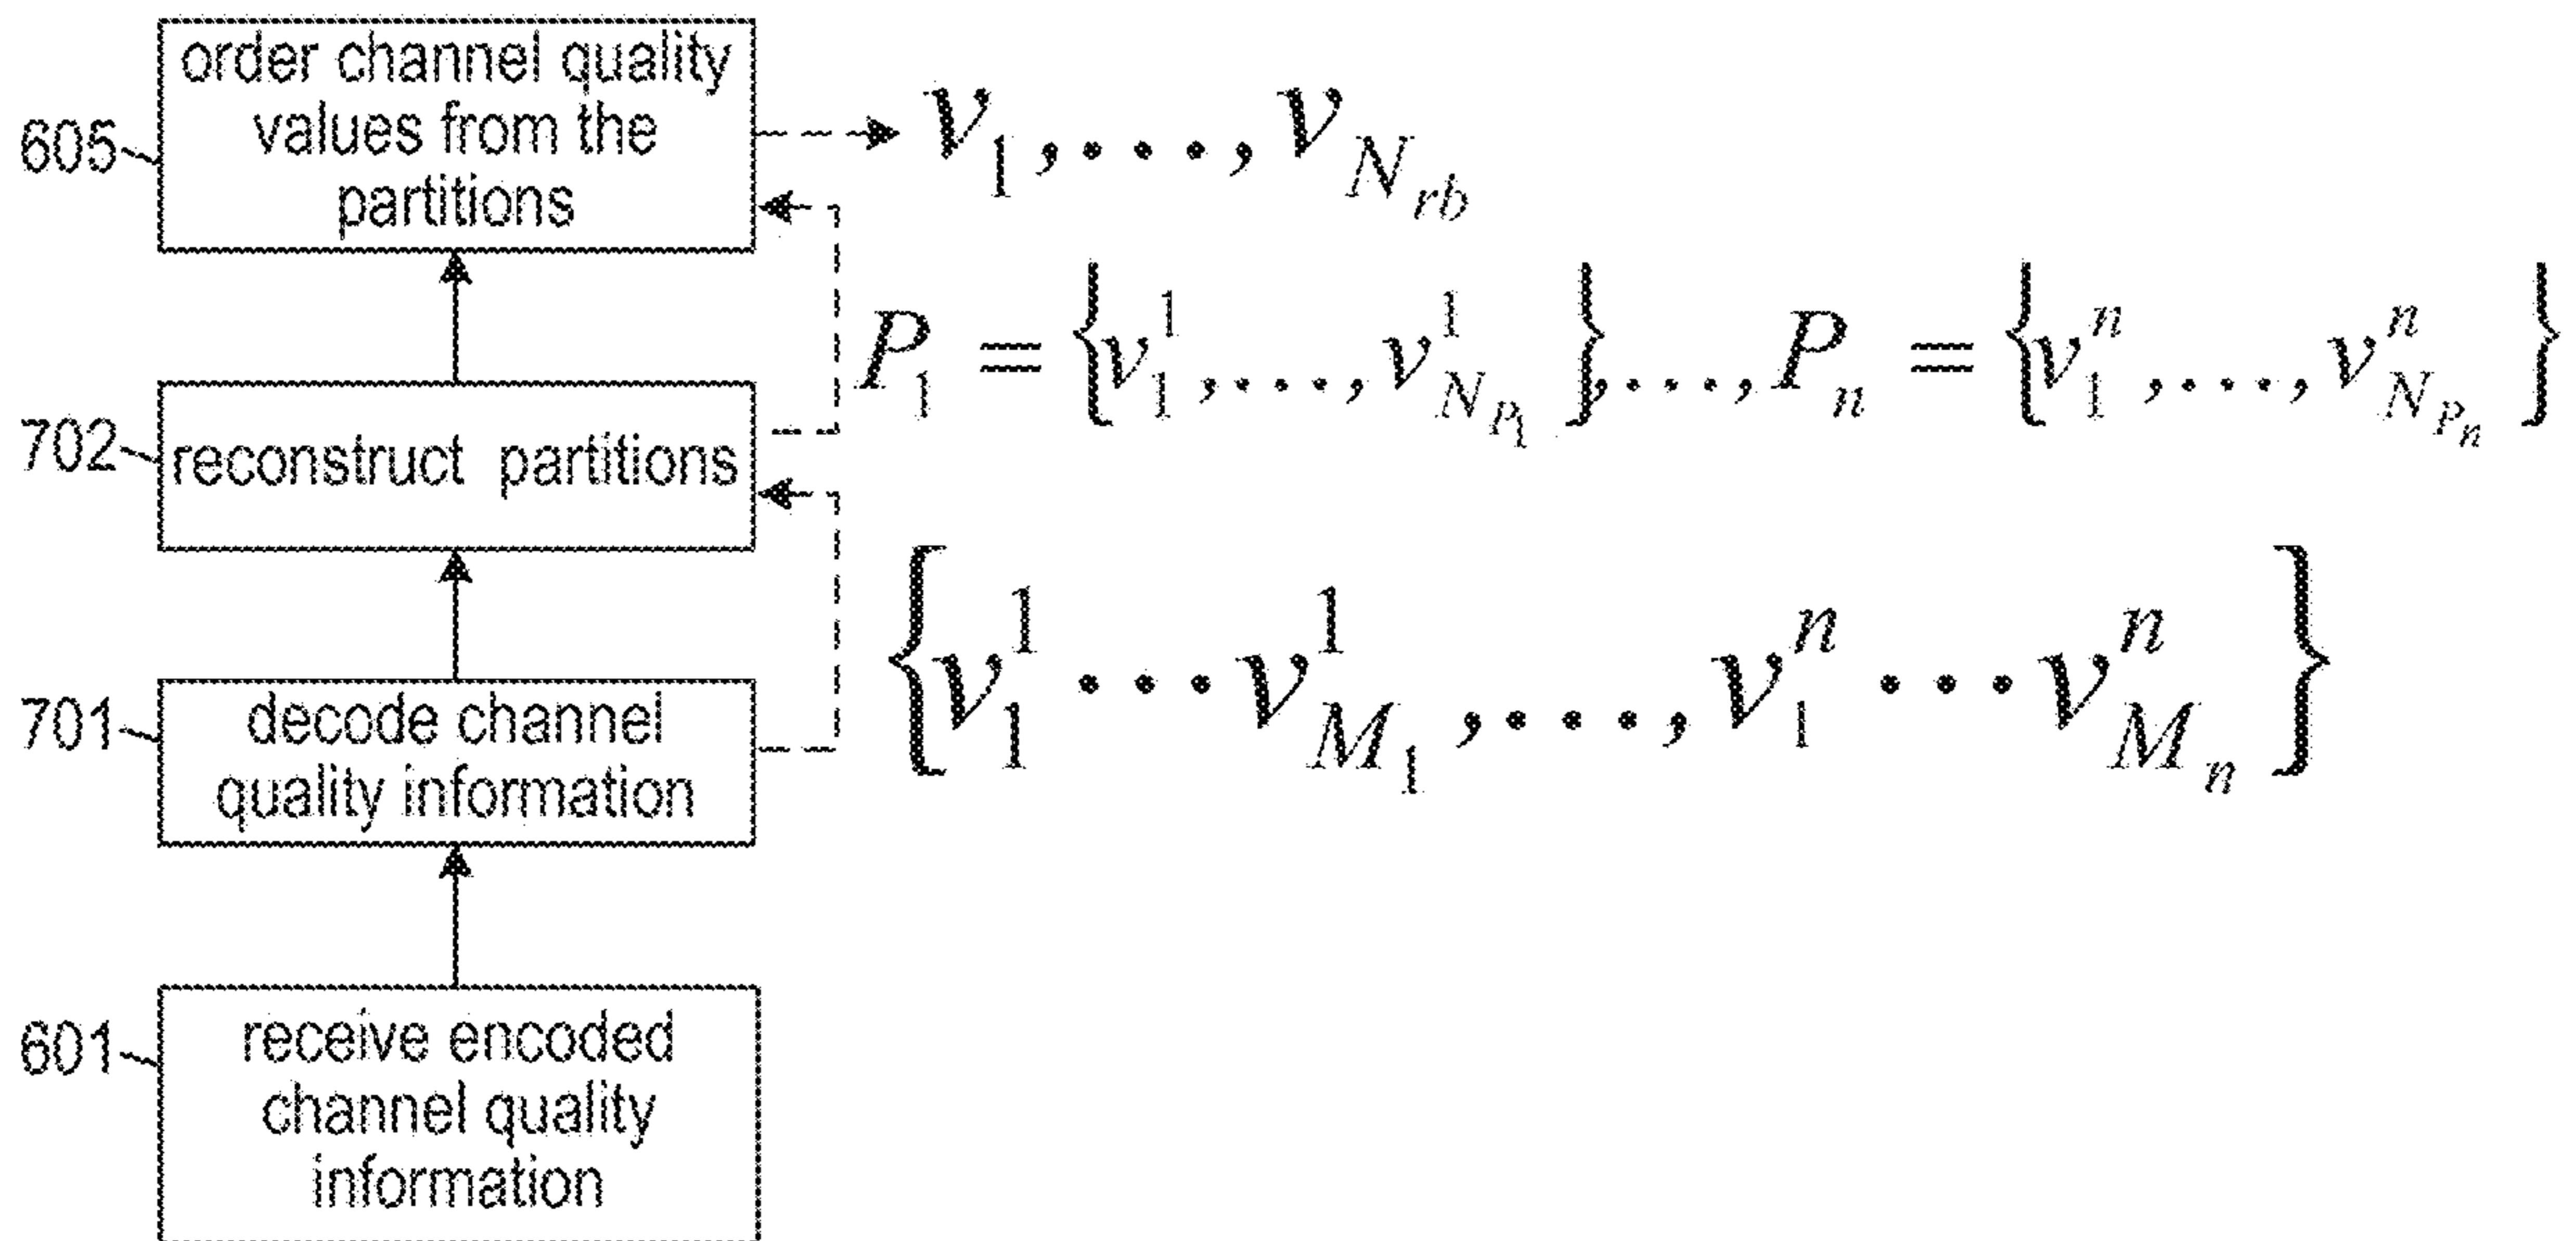 order channel quality
values from the
partitions
605
v_1,...,v_{N_{rb}}
702
reconstruct partitions
P_1 = {v_1^1,...,v_{N_{P_1}}^1},...,P_n = {v_1^n,...,v_{N_{P_n}}^n}
701
decode channel
quality information
{v_1^1 ··· v_{M_1}^1,...,v_1^n ··· v_{M_n}^n}
601
receive encoded
channel quality
information